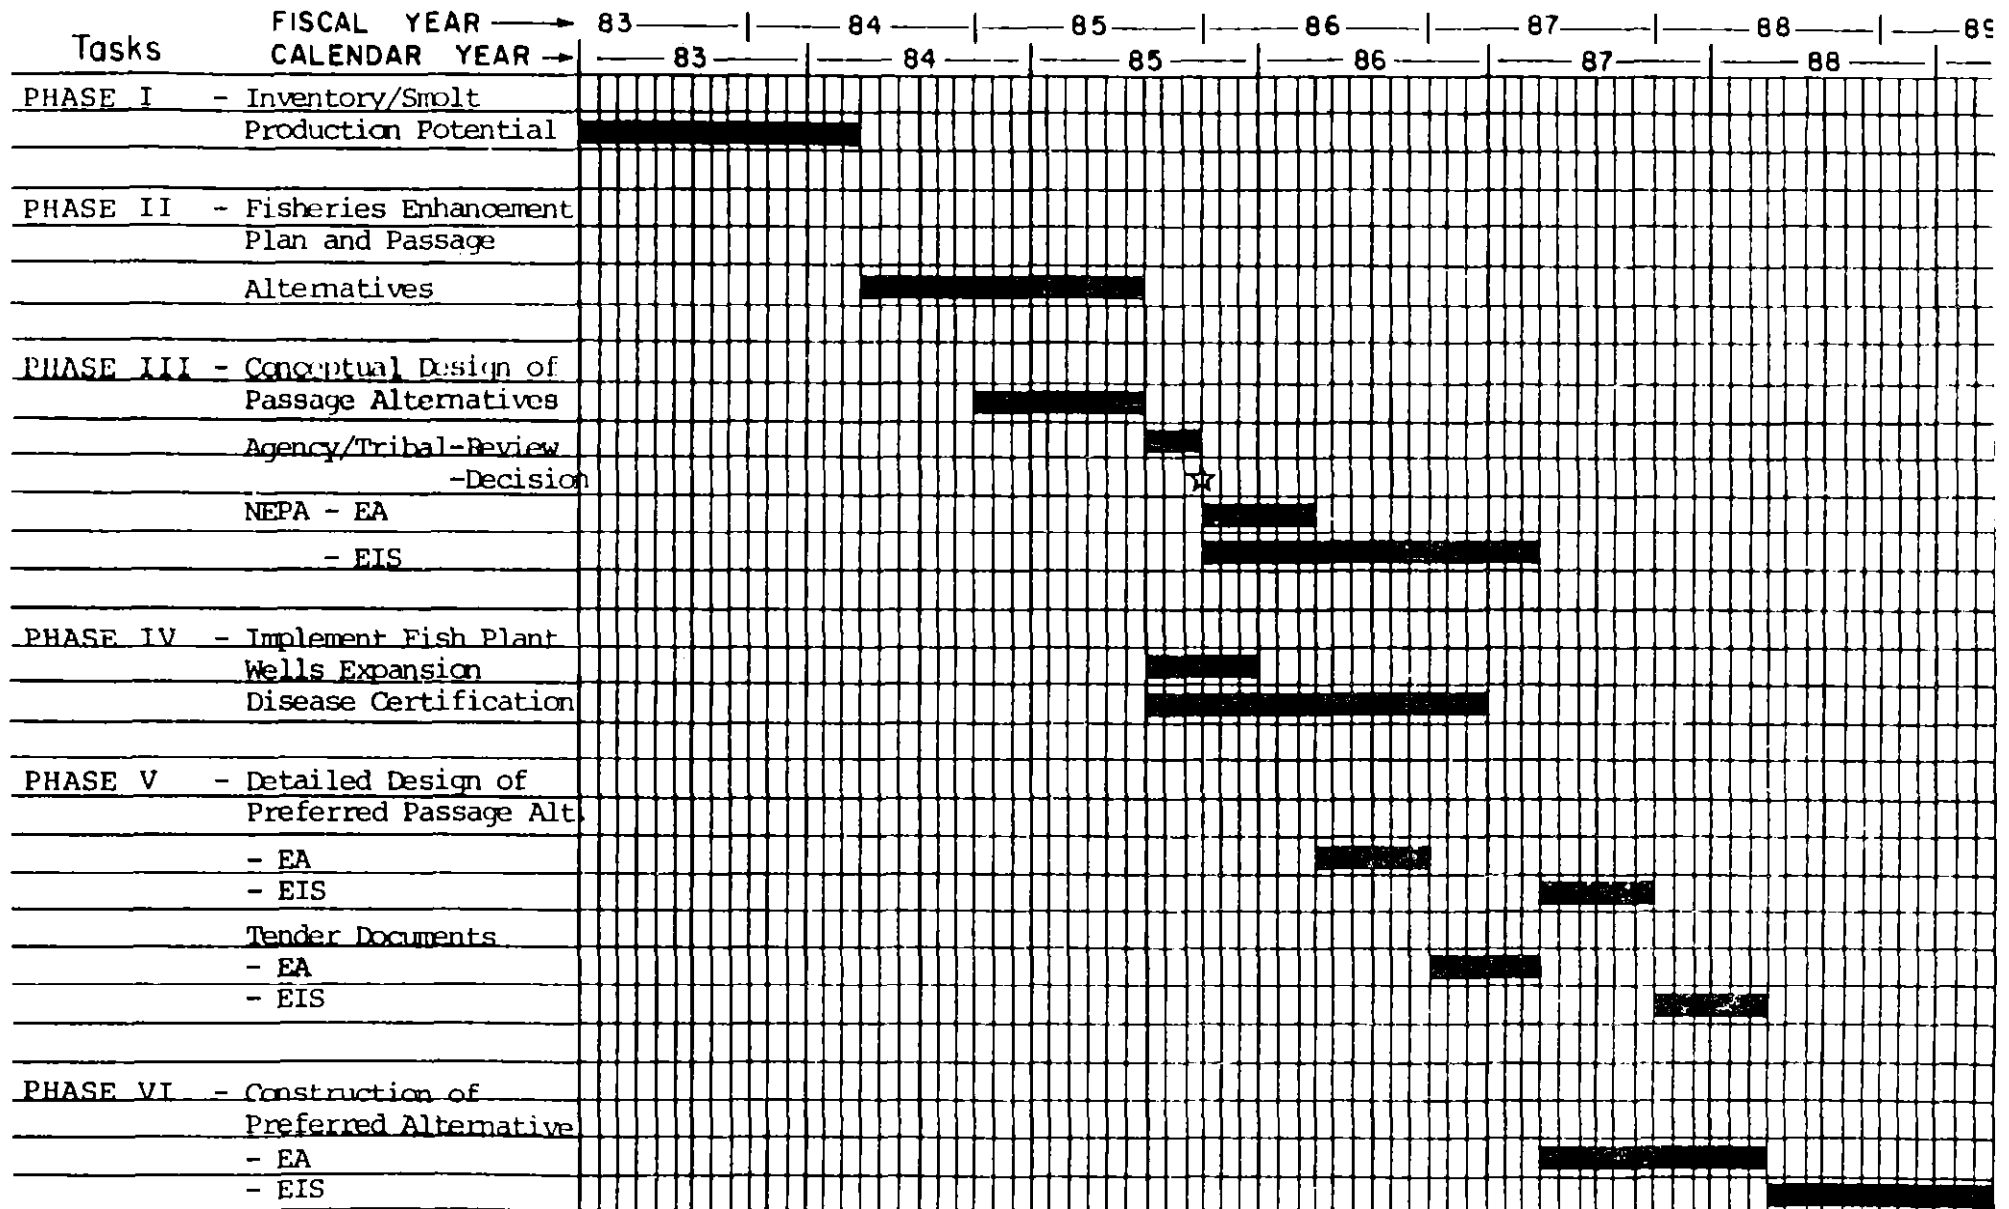 FISCAL YEAR → 83 84 85 86 87 88 89
Tasks CALENDAR YEAR → 83 84 85 86 87 88
PHASE I - Inventory/Smolt
Production Potential
PHASE II - Fisheries Enhancement
Plan and Passage
Alternatives
PHASE III - Conceptual Design of
Passage Alternatives
Agency/Tribal-Review
-Decision
NEPA - EA
- EIS
PHASE IV - Implement Fish Plant
Wells Expansion
Disease Certification
PHASE V - Detailed Design of
Preferred Passage Alt.
- EA
- EIS
Tender Documents
- EA
- EIS
PHASE VI - Construction of
Preferred Alternative
- EA
- EIS